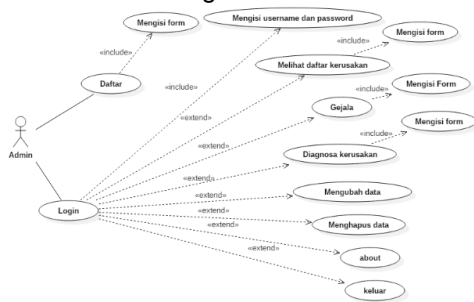 Mengisi form
Mengisi username dan password
Mengisi form
«include»
«include»
Melihat daftar kerusakan
Daftar
«include»
«include»
Mengisi Form
Gejala
«extend»
Mengisi form
«extend»
«include»
Admin
Diagnosa kerusakan
«extend»
«extend»
Mengubah data
Login
«extend»
Menghapus data
«extend»
about
keluar